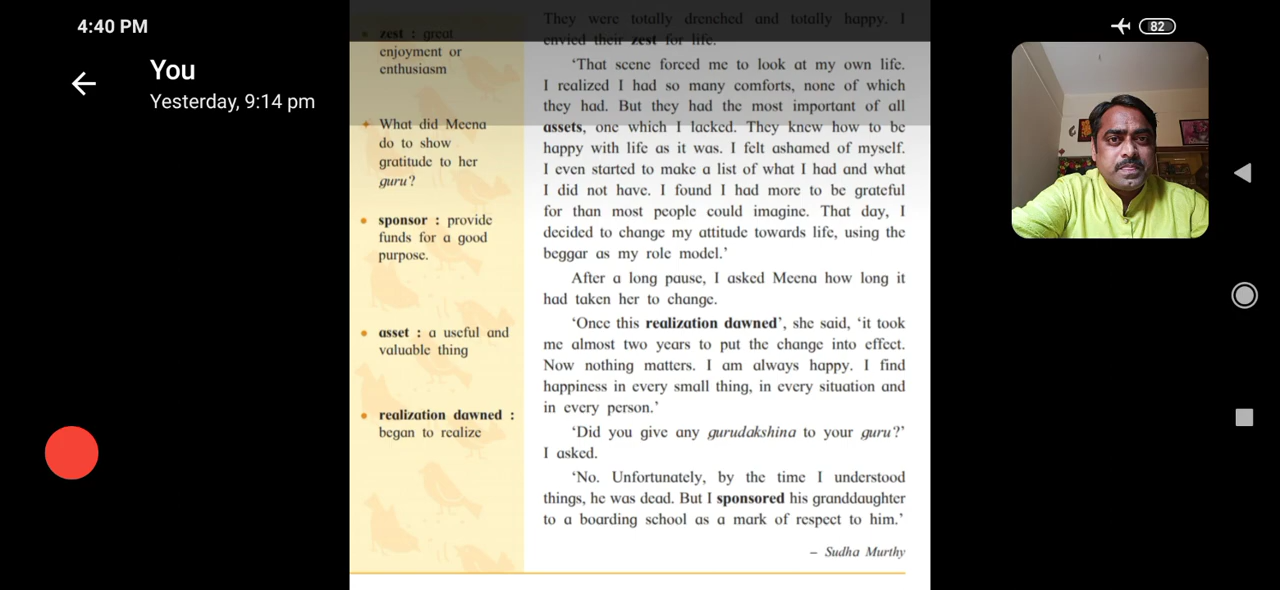 4:40 PM
82
You
Yesterday, 9:14 pm
zest : great
enjoyment or
enthusiasm
What did Meena
do to show
gratitude to her
guru?
sponsor : provide
funds for a good
purpose.
asset : a useful and
valuable thing
realization dawned :
began to realize
They were totally drenched and totally happy. I
envied their zest for life.
‘That scene forced me to look at my own life.
I realized I had so many comforts, none of which
they had. But they had the most important of all
assets, one which I lacked. They knew how to be
happy with life as it was. I felt ashamed of myself.
I even started to make a list of what I had and what
I did not have. I found I had more to be grateful
for than most people could imagine. That day, I
decided to change my attitude towards life, using the
beggar as my role model.’
After a long pause, I asked Meena how long it
had taken her to change.
‘Once this realization dawned’, she said, ‘it took
me almost two years to put the change into effect.
Now nothing matters. I am always happy. I find
happiness in every small thing, in every situation and
in every person.’
‘Did you give any gurudakshina to your guru?’
I asked.
‘No. Unfortunately, by the time I understood
things, he was dead. But I sponsored his granddaughter
to a boarding school as a mark of respect to him.’
– Sudha Murthy